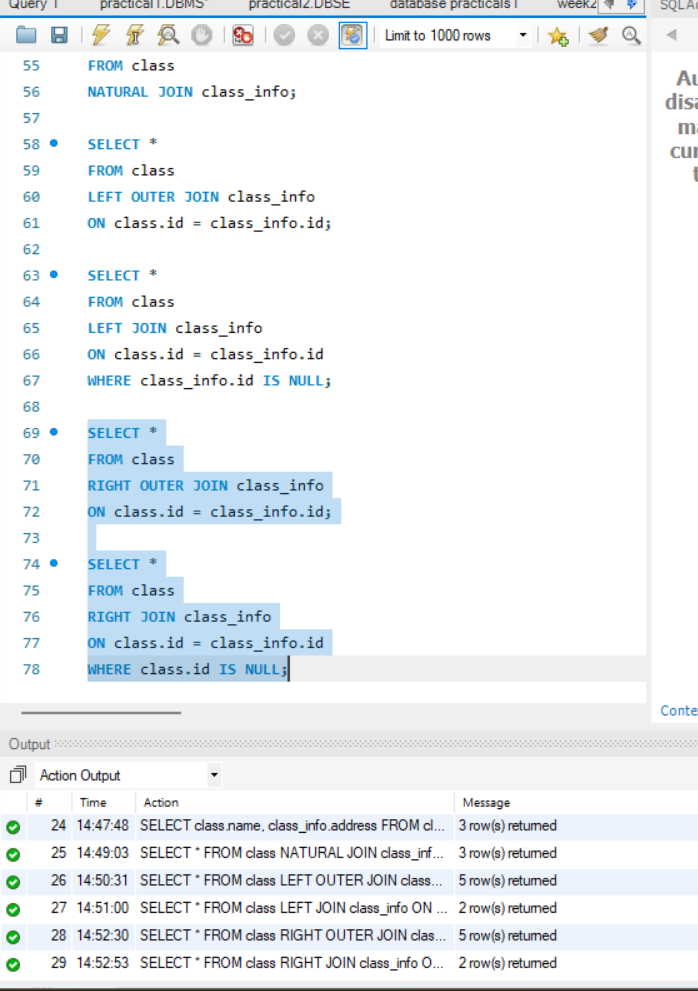 Query 1 practical1.DBMS* practical2.DBSE database practicals1 week2
Limit to 1000 rows
55 FROM class
56 NATURAL JOIN class_info;
57
58 SELECT *
59 FROM class
60 LEFT OUTER JOIN class_info
61 ON class.id = class_info.id;
62
63 SELECT *
64 FROM class
65 LEFT JOIN class_info
66 ON class.id = class_info.id
67 WHERE class_info.id IS NULL;
68
69 SELECT *
70 FROM class
71 RIGHT OUTER JOIN class_info
72 ON class.id = class_info.id;
73
74 SELECT *
75 FROM class
76 RIGHT JOIN class_info
77 ON class.id = class_info.id
78 WHERE class.id IS NULL;
SQLAd
Au
disa
ma
cur
t
Conte
Output
Action Output
# Time Action Message
24 14:47:48 SELECT class.name, class_info.address FROM cl... 3 row(s) returned
25 14:49:03 SELECT * FROM class NATURAL JOIN class_inf... 3 row(s) returned
26 14:50:31 SELECT * FROM class LEFT OUTER JOIN class... 5 row(s) returned
27 14:51:00 SELECT * FROM class LEFT JOIN class_info ON ... 2 row(s) returned
28 14:52:30 SELECT * FROM class RIGHT OUTER JOIN clas... 5 row(s) returned
29 14:52:53 SELECT * FROM class RIGHT JOIN class_info O... 2 row(s) returned